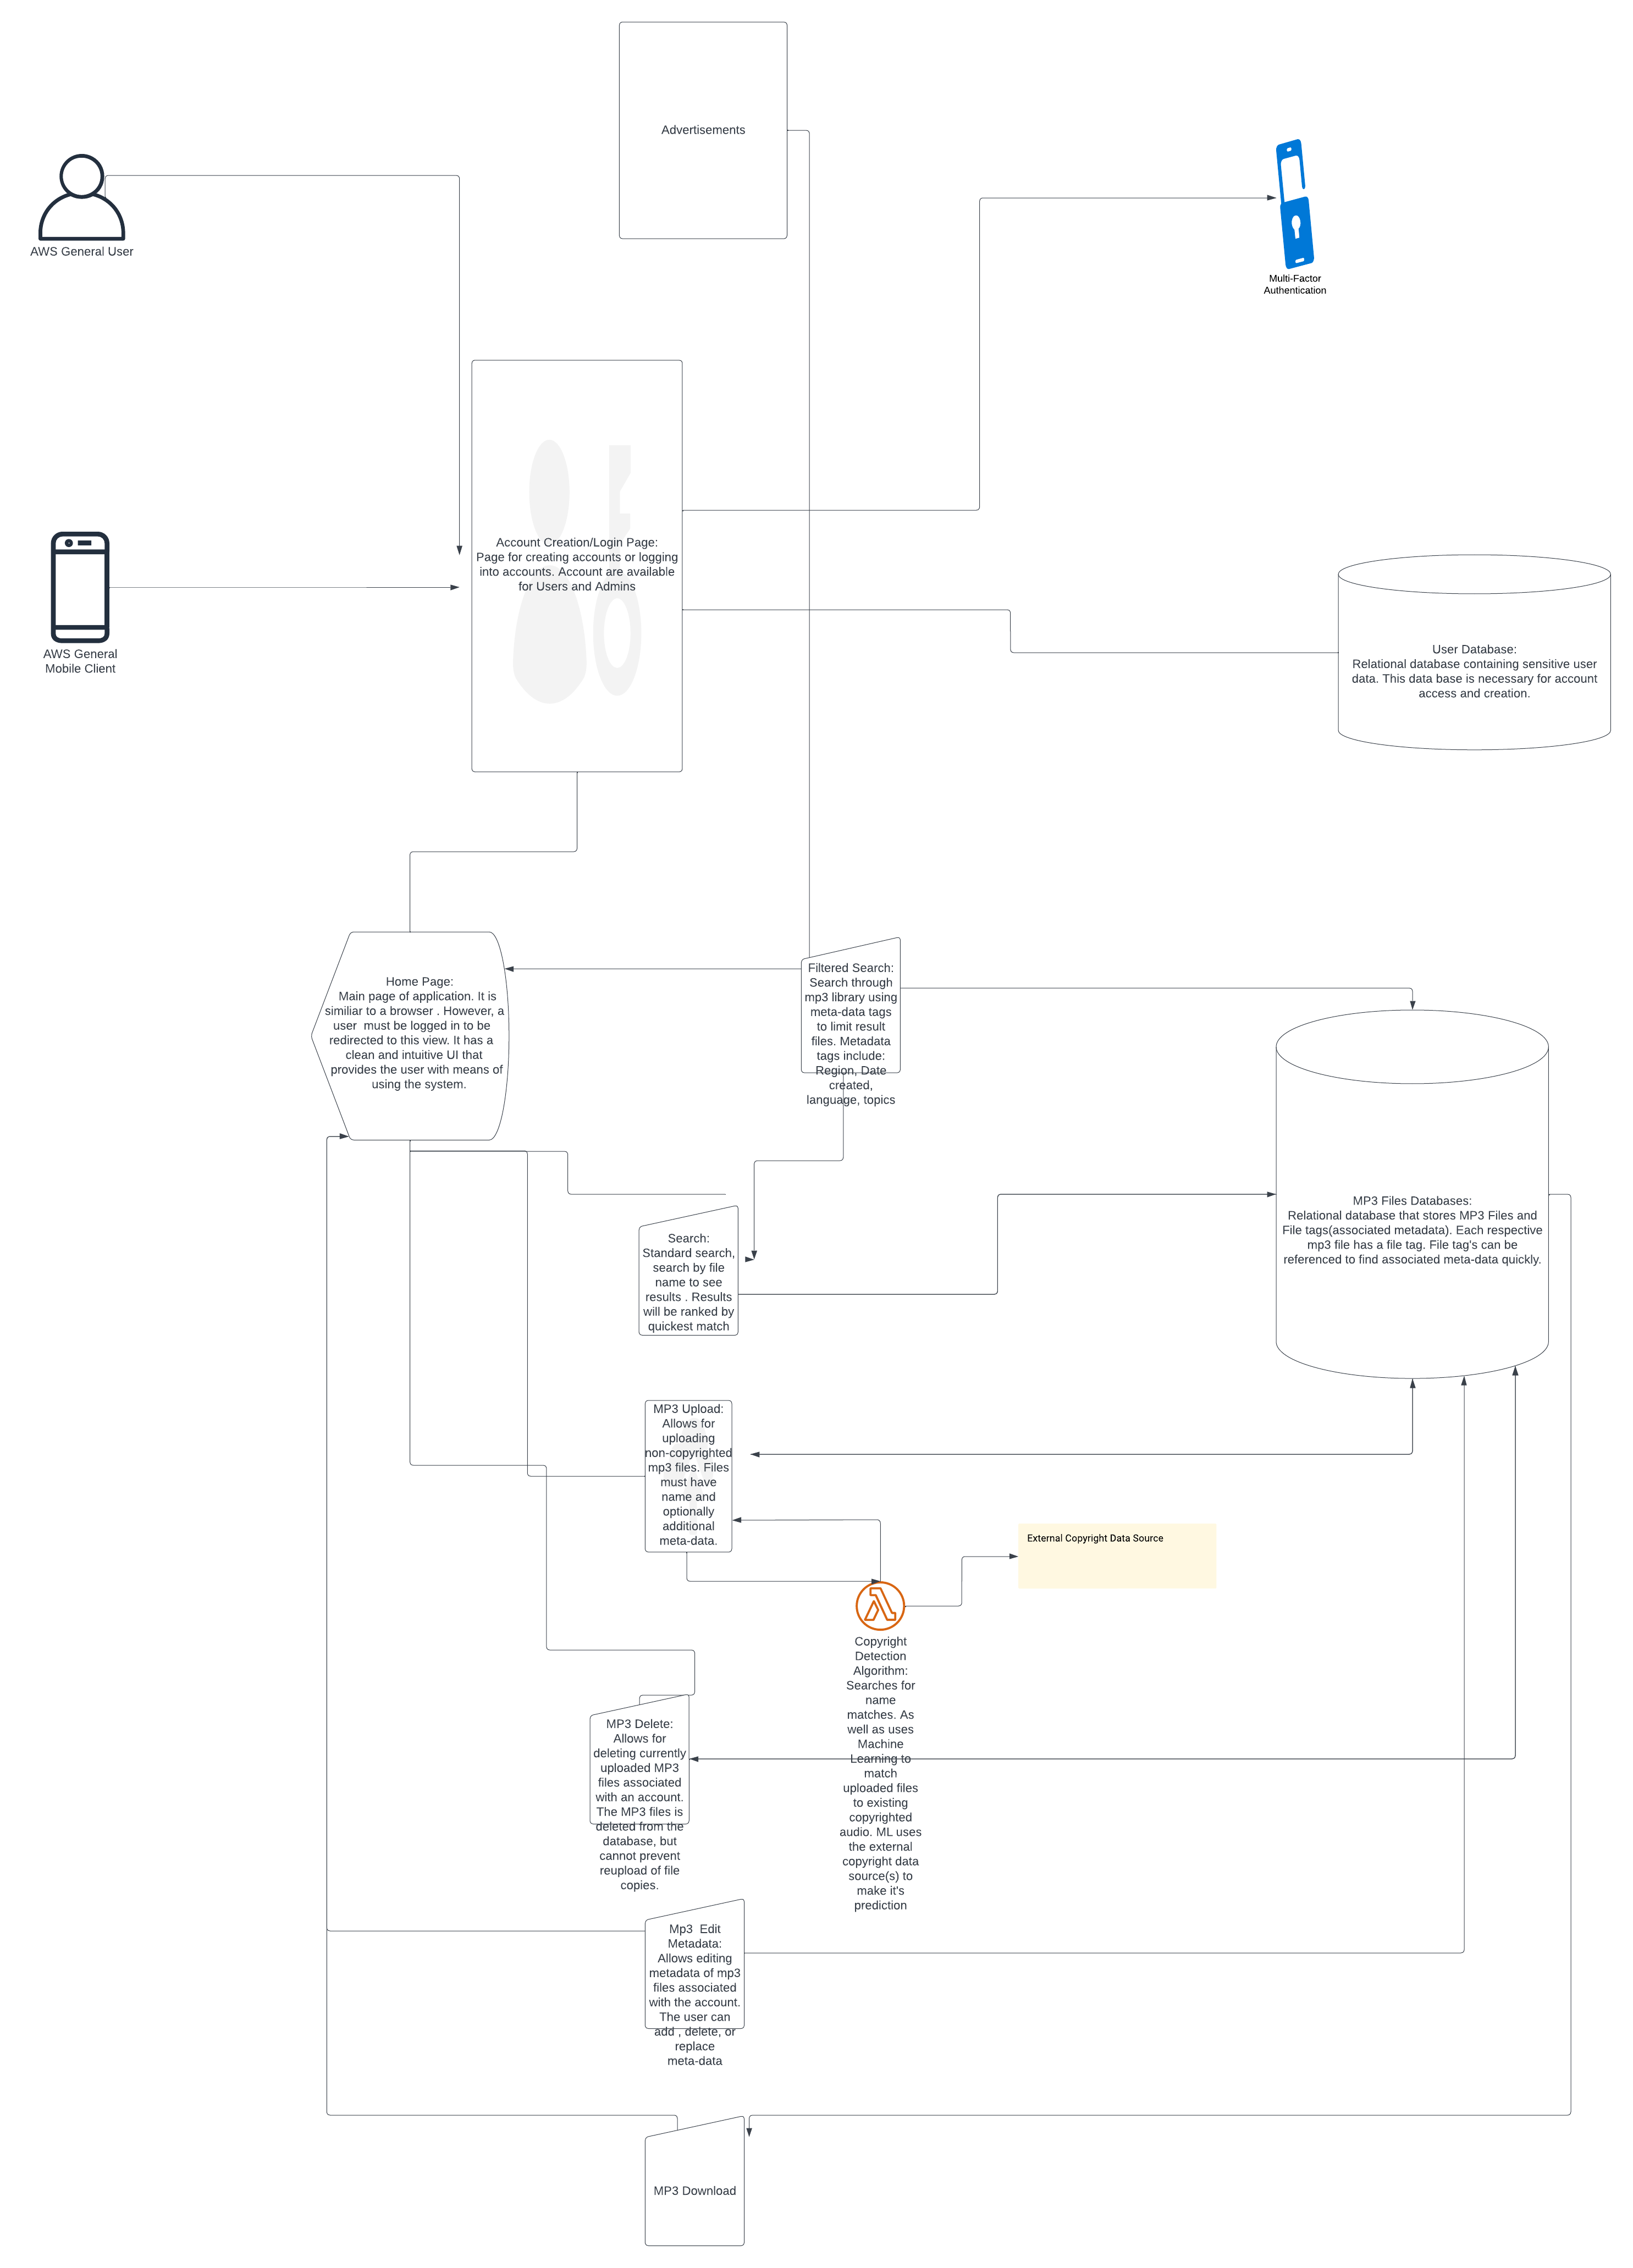 Advertisements
AWS General User
Multi-Factor
Authentication
Account Creation/Login Page:
Page for creating accounts or logging
into accounts. Account are available
for Users and Admins
AWS General
Mobile Client
User Database:
Relational database containing sensitive user
data. This data base is necessary for account
access and creation.
Home Page:
Main page of application. It is
similiar to a browser . However, a
user  must be logged in to be
redirected to this view. It has a
clean and intuitive UI that
provides the user with means of
using the system.
Filtered Search:
Search through
mp3 library using
meta-data tags
to limit result
files. Metadata
tags include:
Region, Date
created,
language, topics
MP3 Files Databases:
Relational database that stores MP3 Files and
File tags(associated metadata). Each respective
mp3 file has a file tag. File tag's can be
referenced to find associated meta-data quickly.
Search:
Standard search,
search by file
name to see
results . Results
will be ranked by
quickest match
MP3 Upload:
Allows for
uploading
non-copyrighted
mp3 files. Files
must have
name and
optionally
additional
meta-data.
External Copyright Data Source
Copyright
Detection
Algorithm:
Searches for
name
matches. As
well as uses
Machine
Learning to
match
uploaded files
to existing
copyrighted
audio. ML uses
the external
copyright data
source(s) to
make it's
prediction
MP3 Delete:
Allows for
deleting currently
uploaded MP3
files associated
with an account.
The MP3 files is
deleted from the
database, but
cannot prevent
reupload of file
copies.
Mp3  Edit
Metadata:
Allows editing
metadata of mp3
files associated
with the account.
The user can
add , delete, or
replace
meta-data
MP3 Download